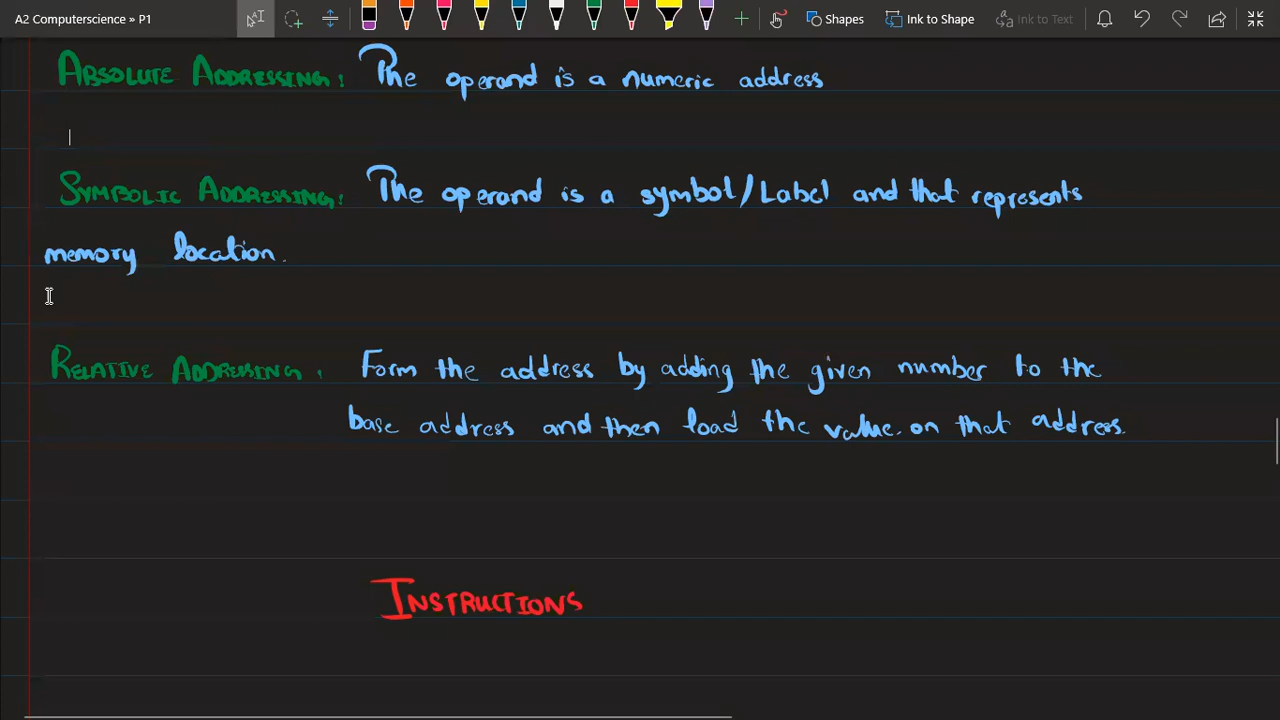 A2 Computerscience » P1
Shapes
Ink to Shape
Ink to Text
ABSOLUTE ADDRESSING: The operand is a numeric address
SYMBOLIC ADDRESSING: The operand is a symbol/Label and that represents
memory location.
RELATIVE ADDRESSING: Form the address by adding the given number to the
base address and then load the value on that address.
INSTRUCTIONS